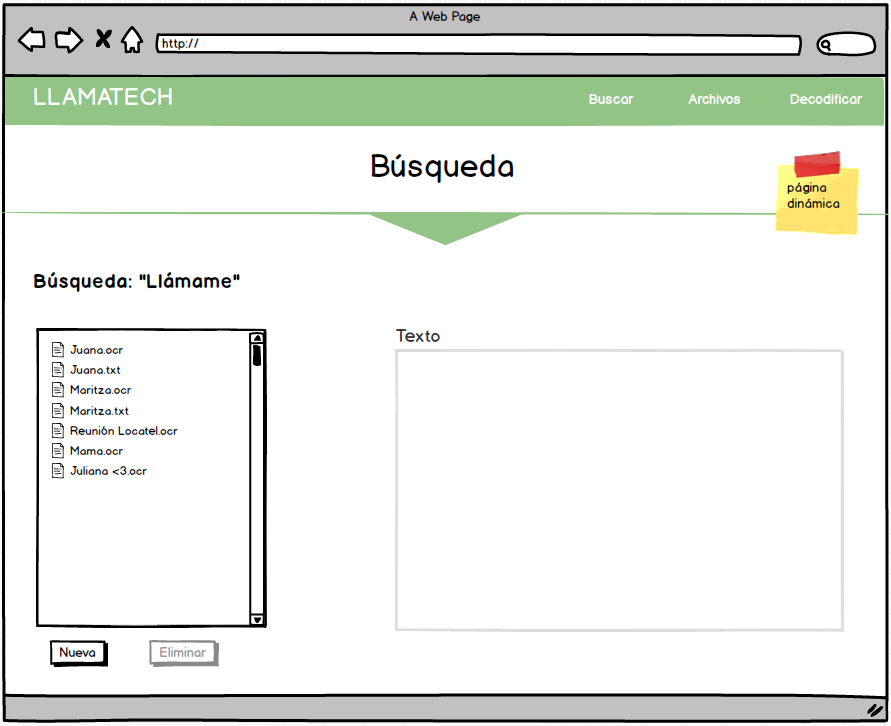 A Web Page
http://
LLAMATECH
Buscar
Archivos
Decodificar
Búsqueda
página
dinámica
Búsqueda: "Llámame"
Juana.ocr
Juana.txt
Maritza.ocr
Maritza.txt
Reunión Locatel.ocr
Mama.ocr
Juliana <3.ocr
Texto
Nueva
Eliminar